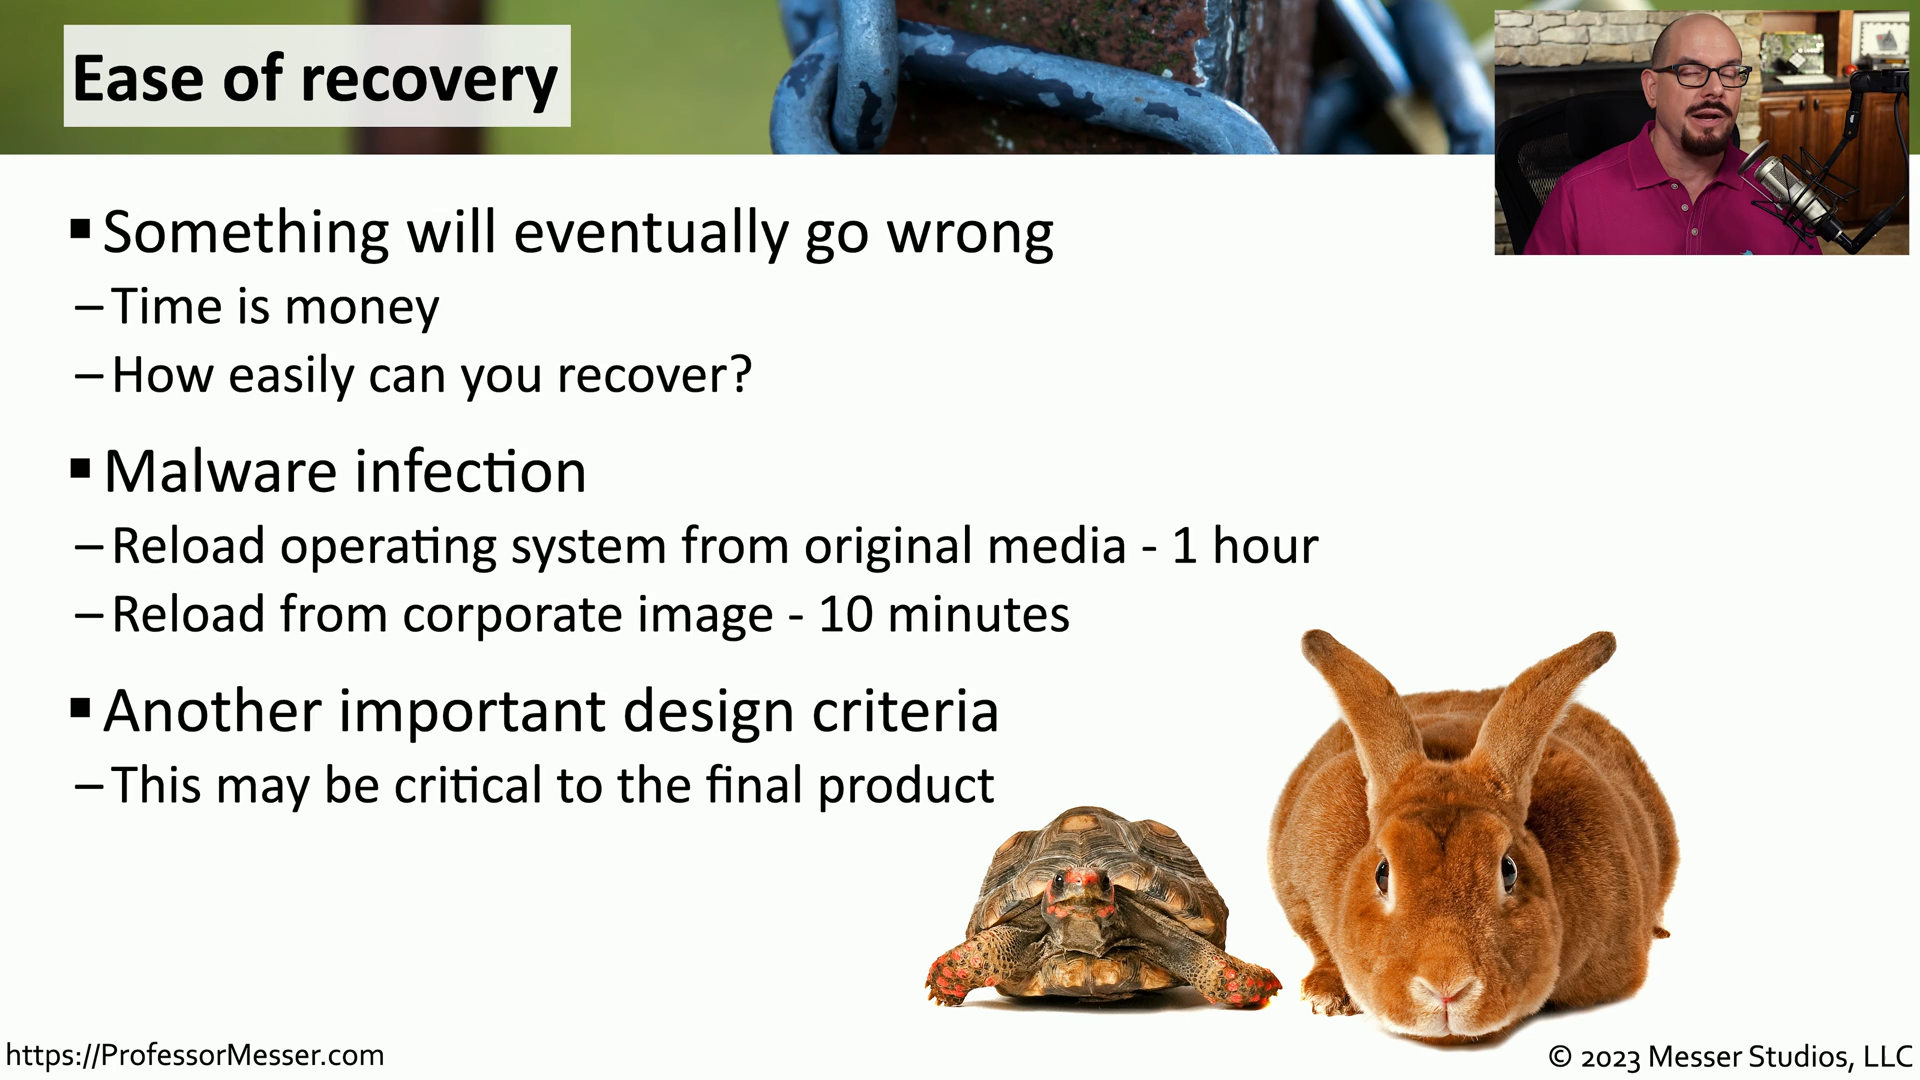 Ease of recovery
▪ Something will eventually go wrong
– Time is money
– How easily can you recover?
▪ Malware infection
– Reload operating system from original media - 1 hour
– Reload from corporate image - 10 minutes
▪ Another important design criteria
– This may be critical to the final product
https://ProfessorMesser.com
© 2023 Messer Studios, LLC